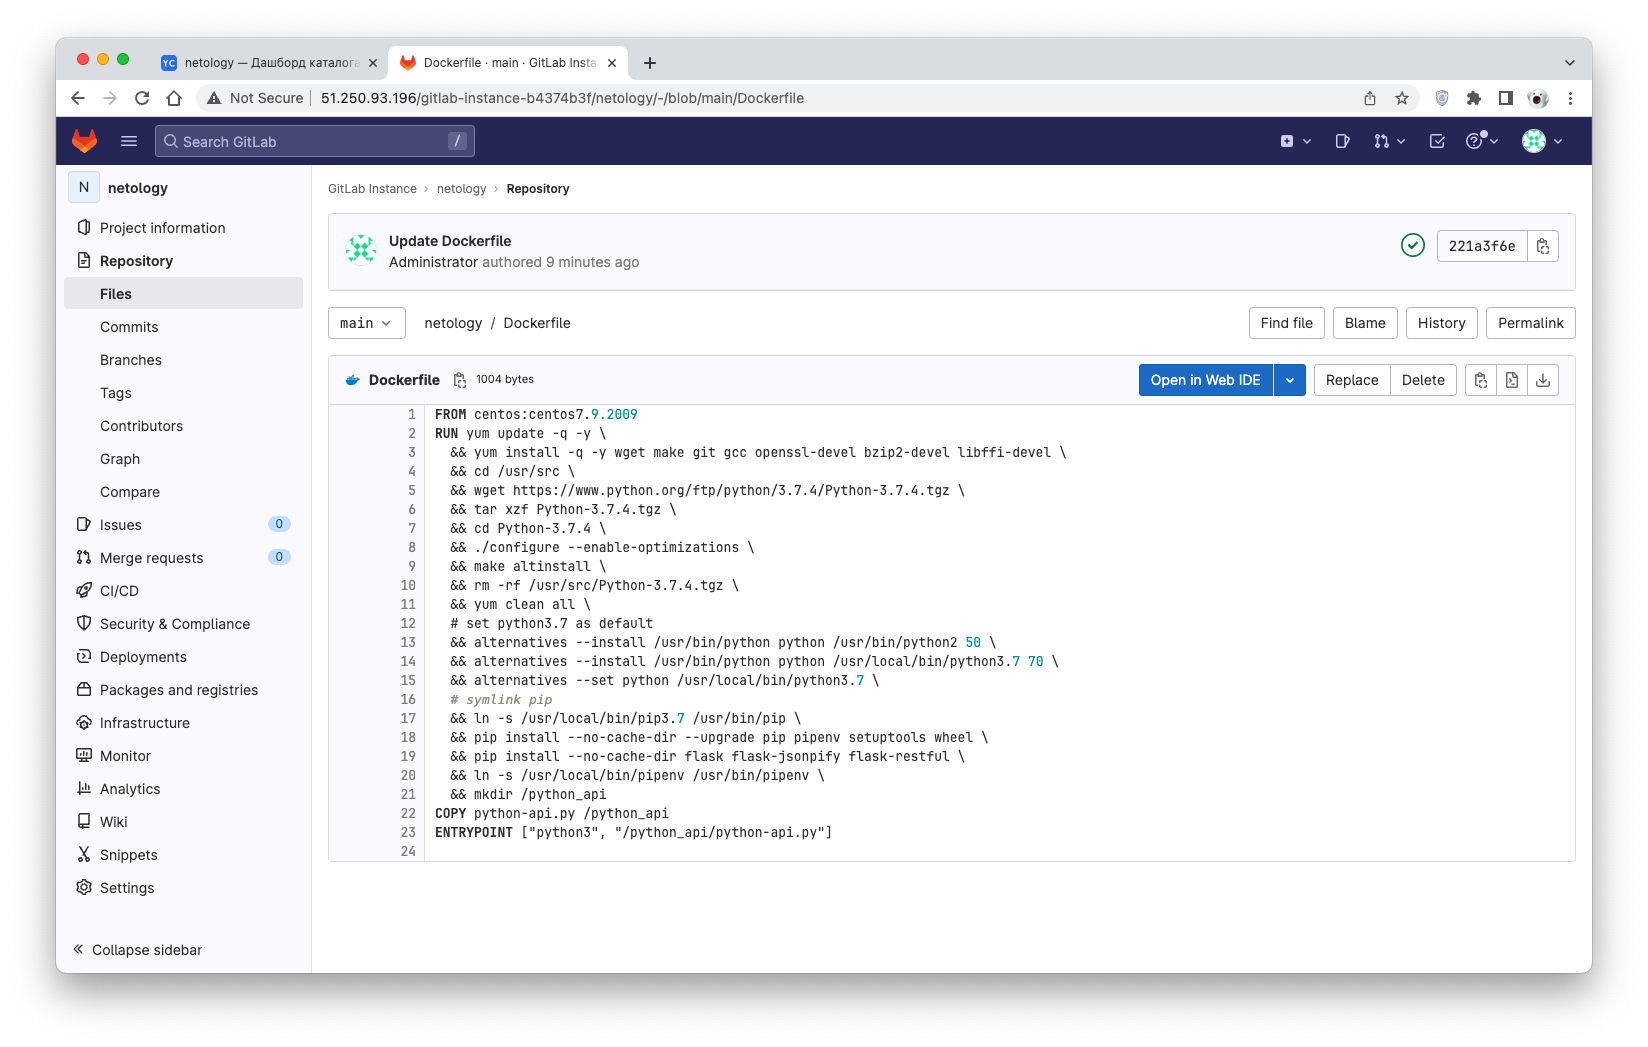 YC netology — Дашборд каталога
Dockerfile · main · GitLab Insta
Not Secure 51.250.93.196/gitlab-instance-b4374b3f/netology/-/blob/main/Dockerfile
Search GitLab /
N netology
Project information
Repository
Files
Commits
Branches
Tags
Contributors
Graph
Compare
Issues 0
Merge requests 0
CI/CD
Security & Compliance
Deployments
Packages and registries
Infrastructure
Monitor
Analytics
Wiki
Snippets
Settings
Collapse sidebar
GitLab Instance › netology › Repository
Update Dockerfile
Administrator authored 9 minutes ago
221a3f6e
main netology / Dockerfile
Find file Blame History Permalink
Dockerfile 1004 bytes
Open in Web IDE Replace Delete
1 FROM centos:centos7.9.2009
2 RUN yum update -q -y \
3 && yum install -q -y wget make git gcc openssl-devel bzip2-devel libffi-devel \
4 && cd /usr/src \
5 && wget https://www.python.org/ftp/python/3.7.4/Python-3.7.4.tgz \
6 && tar xzf Python-3.7.4.tgz \
7 && cd Python-3.7.4 \
8 && ./configure --enable-optimizations \
9 && make altinstall \
10 && rm -rf /usr/src/Python-3.7.4.tgz \
11 && yum clean all \
12 # set python3.7 as default
13 && alternatives --install /usr/bin/python python /usr/bin/python2 50 \
14 && alternatives --install /usr/bin/python python /usr/local/bin/python3.7 70 \
15 && alternatives --set python /usr/local/bin/python3.7 \
16 # symlink pip
17 && ln -s /usr/local/bin/pip3.7 /usr/bin/pip \
18 && pip install --no-cache-dir --upgrade pip pipenv setuptools wheel \
19 && pip install --no-cache-dir flask flask-jsonpify flask-restful \
20 && ln -s /usr/local/bin/pipenv /usr/bin/pipenv \
21 && mkdir /python_api
22 COPY python-api.py /python_api
23 ENTRYPOINT ["python3", "/python_api/python-api.py"]
24